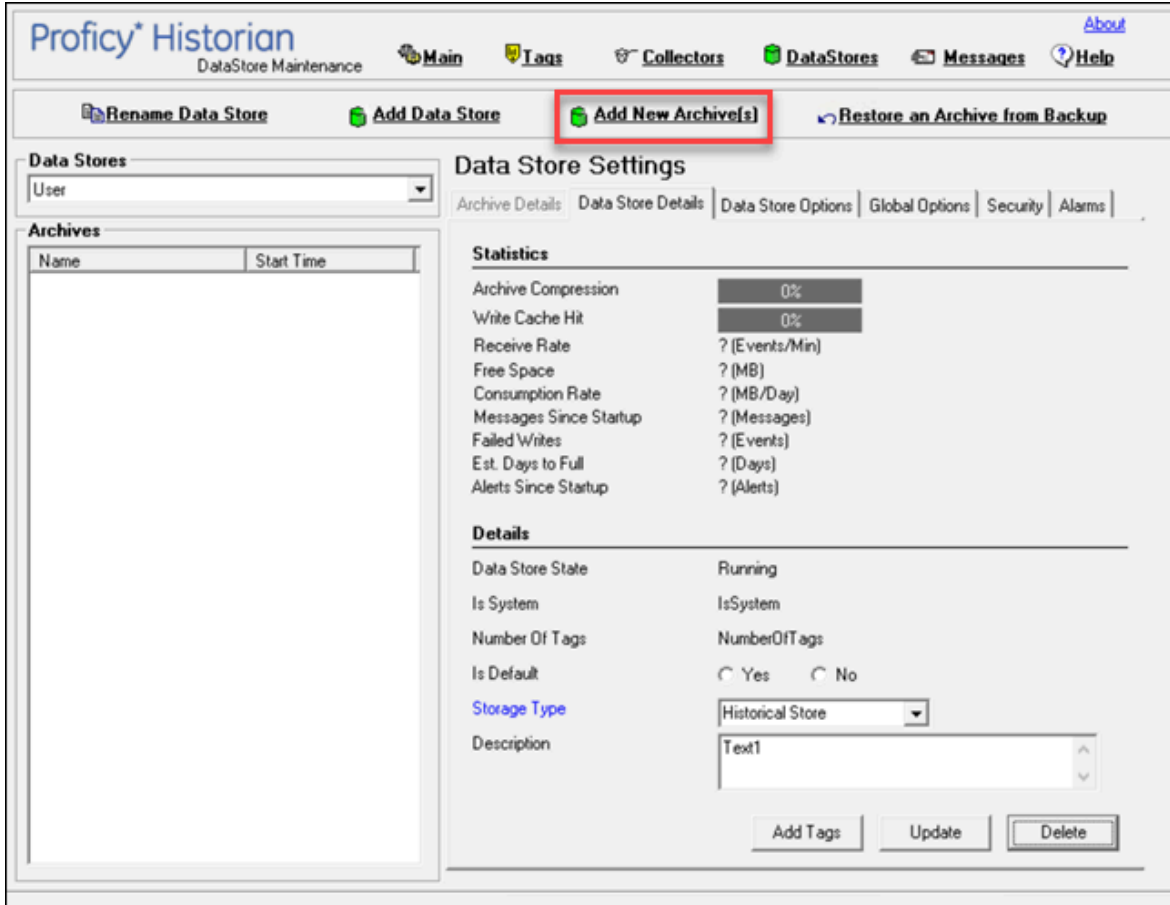 About
Proficy* Historian
DataStore Maintenance
Main Tags Collectors DataStores Messages Help
Rename Data Store Add Data Store Add New Archive[s] Restore an Archive from Backup
Data Stores
User
Archives
Name Start Time
Data Store Settings
Archive Details Data Store Details Data Store Options Global Options Security Alarms
Statistics
Archive Compression 0%
Write Cache Hit 0%
Receive Rate ? (Events/Min)
Free Space ? (MB)
Consumption Rate ? (MB/Day)
Messages Since Startup ? (Messages)
Failed Writes ? (Events)
Est. Days to Full ? (Days)
Alerts Since Startup ? (Alerts)
Details
Data Store State Running
Is System IsSystem
Number Of Tags NumberOfTags
Is Default Yes No
Storage Type Historical Store
Description Text1
Add Tags Update Delete